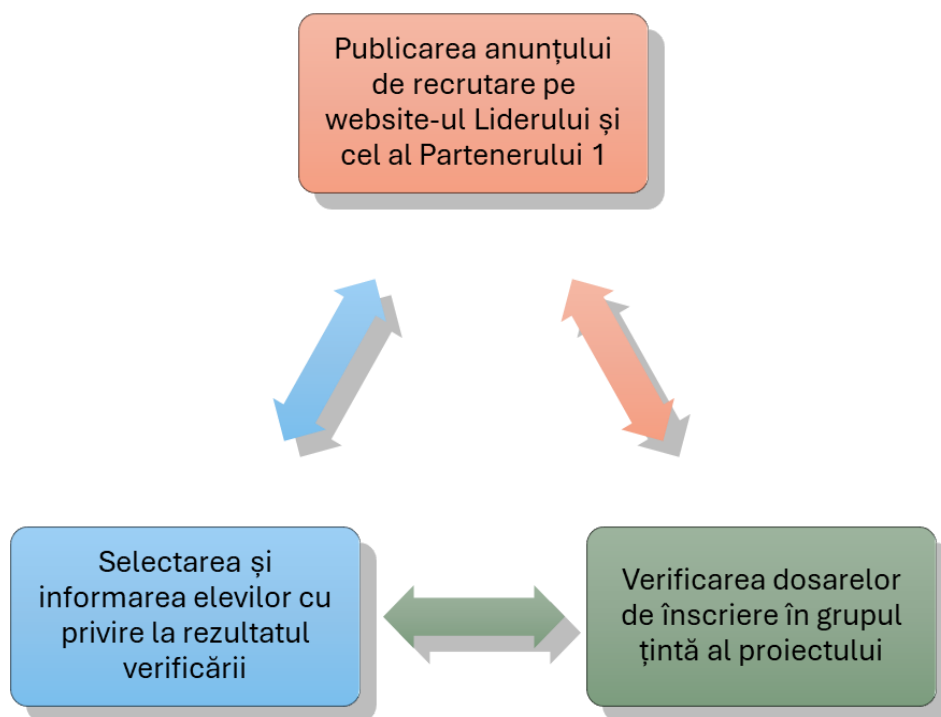 Publicarea anunțului
de recrutare pe
website-ul Liderului și
cel al Partenerului 1
Selectarea și
informarea elevilor cu
privire la rezultatul
verificării
Verificarea dosarelor
de înscriere în grupul
țintă al proiectului